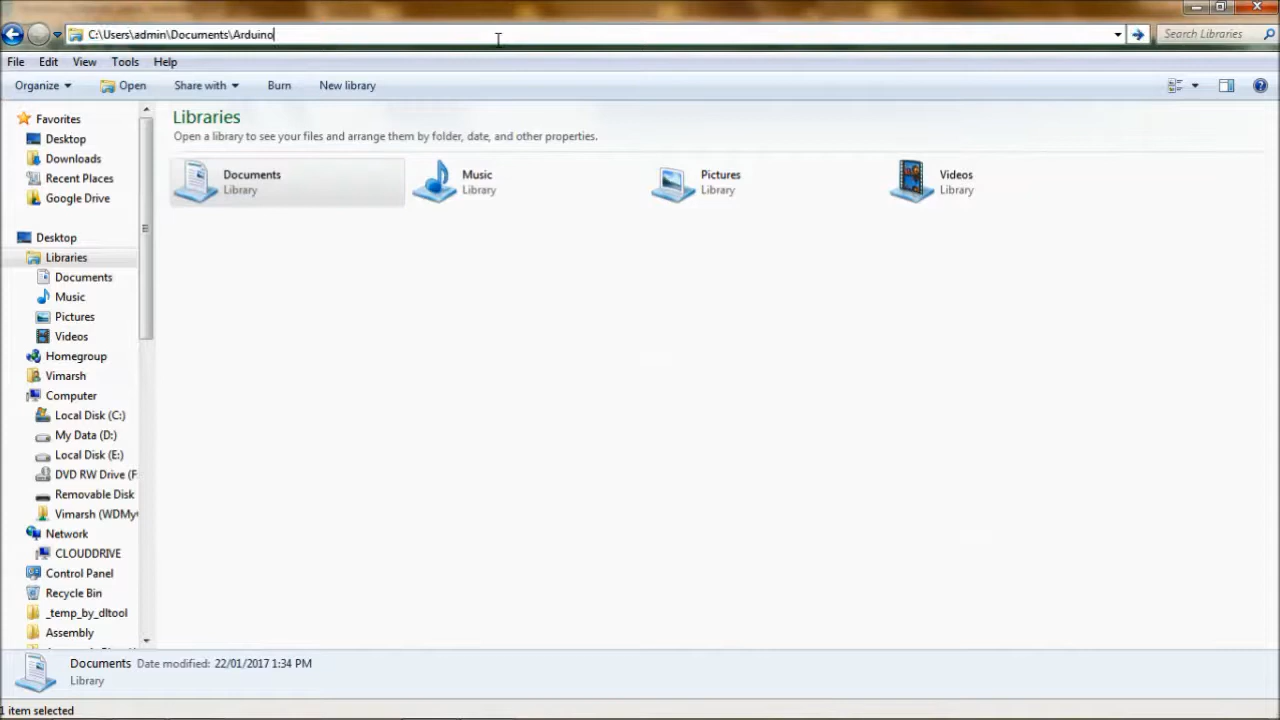 C:\Users\admin\Documents\Arduino
Search Libraries
File Edit View Tools Help
Organize Open Share with Burn New library
Favorites
Desktop
Downloads
Recent Places
Google Drive
Desktop
Libraries
Documents
Music
Pictures
Videos
Homegroup
Vimarsh
Computer
Local Disk (C:)
My Data (D:)
Local Disk (E:)
DVD RW Drive (F
Removable Disk
Vimarsh (WDMy
Network
CLOUDDRIVE
Control Panel
Recycle Bin
_temp_by_dltool
Assembly
Libraries
Open a library to see your files and arrange them by folder, date, and other properties.
Documents
Library
Music
Library
Pictures
Library
Videos
Library
Documents Date modified: 22/01/2017 1:34 PM
Library
1 item selected